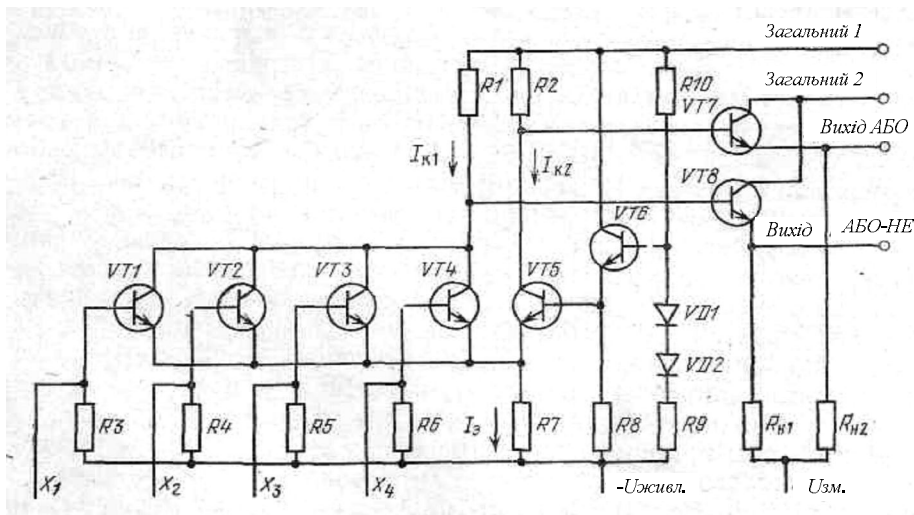 Загальний 1
R1 R2 R10 Загальний 2
VT7
Вихід АБО
Iк1 Iк2
VT8
VT6 Вихід АБО-НЕ
VT1 VT2 VT3 VT4 VT5
VД1
VД2
R3 R4 R5 R6 Iэ R7 R8 R9 Rн1 Rн2
X1 X2 X3 X4 -Uживл. Uзм.